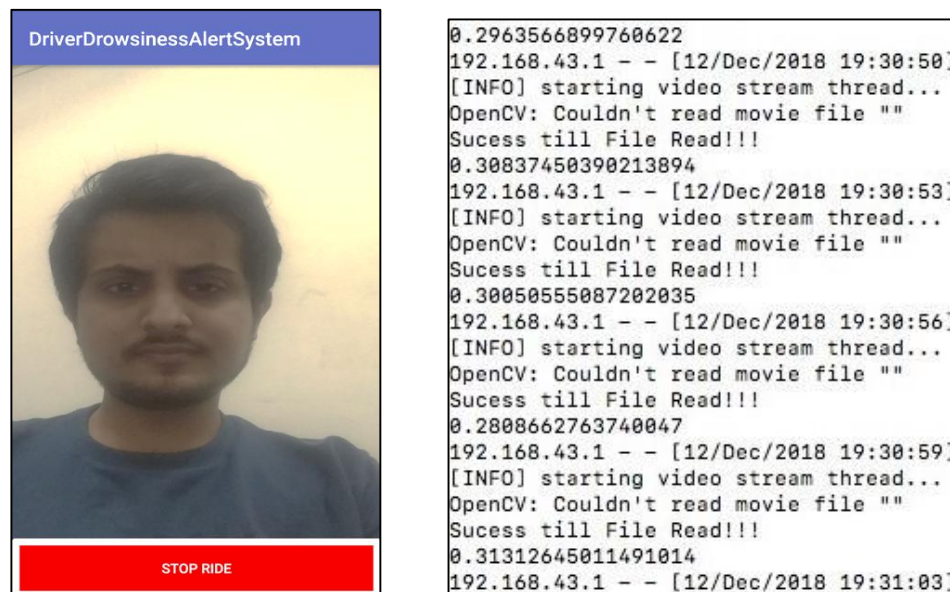 DriverDrowsinessAlertSystem
STOP RIDE
0.2963566899760622
192.168.43.1 - - [12/Dec/2018 19:30:50]
[INFO] starting video stream thread...
OpenCV: Couldn't read movie file ""
Sucess till File Read!!!
0.30837450390213894
192.168.43.1 - - [12/Dec/2018 19:30:53]
[INFO] starting video stream thread...
OpenCV: Couldn't read movie file ""
Sucess till File Read!!!
0.30050555087202035
192.168.43.1 - - [12/Dec/2018 19:30:56]
[INFO] starting video stream thread...
OpenCV: Couldn't read movie file ""
Sucess till File Read!!!
0.2808662763740047
192.168.43.1 - - [12/Dec/2018 19:30:59]
[INFO] starting video stream thread...
OpenCV: Couldn't read movie file ""
Sucess till File Read!!!
0.31312645011491014
192.168.43.1 - - [12/Dec/2018 19:31:03]